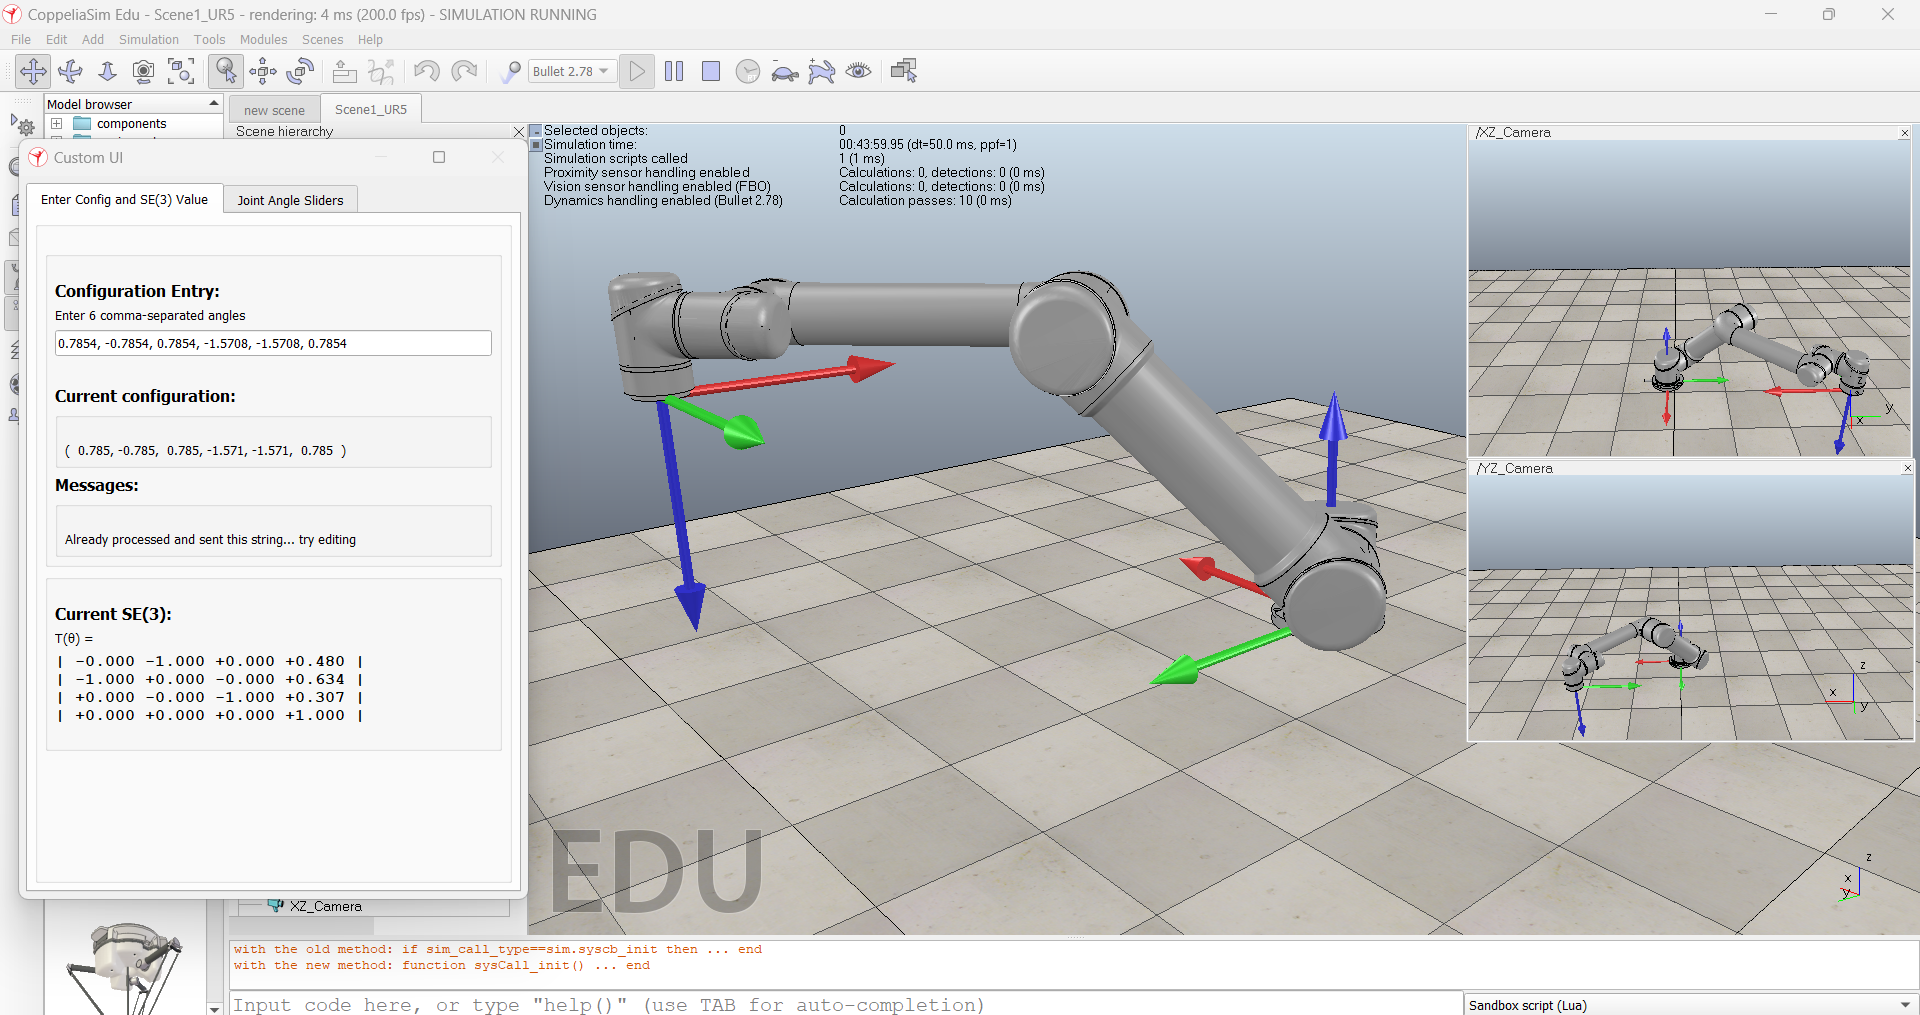 CoppeliaSim Edu - Scene1_UR5 - rendering: 4 ms (200.0 fps) - SIMULATION RUNNING
File Edit Add Simulation Tools Modules Scenes Help
Bullet 2.78
Model browser
components
new scene
Scene1_UR5
Scene hierarchy
Custom UI
Enter Config and SE(3) Value
Joint Angle Sliders
Configuration Entry:
Enter 6 comma-separated angles
0.7854, -0.7854, 0.7854, -1.5708, -1.5708, 0.7854
Current configuration:
( 0.785, -0.785, 0.785, -1.571, -1.571, 0.785 )
Messages:
Already processed and sent this string... try editing
Current SE(3):
T(θ) =
| -0.000 -1.000 +0.000 +0.480 |
| -1.000 +0.000 -0.000 +0.634 |
| +0.000 -0.000 -1.000 +0.307 |
| +0.000 +0.000 +0.000 +1.000 |
XZ_Camera
Selected objects: 0
Simulation time: 00:43:59.95 (dt=50.0 ms, ppf=1)
Simulation scripts called 1 (1 ms)
Proximity sensor handling enabled Calculations: 0, detections: 0 (0 ms)
Vision sensor handling enabled (FBO) Calculations: 0, detections: 0 (0 ms)
Dynamics handling enabled (Bullet 2.78) Calculation passes: 10 (0 ms)
EDU
z
x
y
/XZ_Camera
z
y
x
/YZ_Camera
z
x
y
with the old method: if sim_call_type==sim.syscb_init then ... end
with the new method: function sysCall_init() ... end
Input code here, or type "help()" (use TAB for auto-completion)
Sandbox script (Lua)